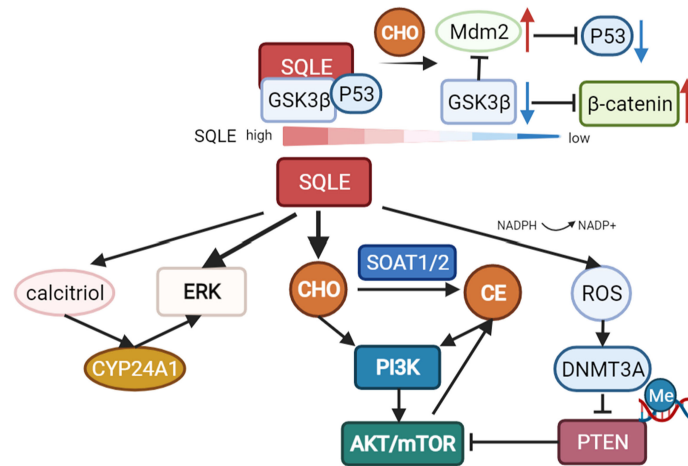 CHO
Mdm2
P53
SQLE
GSK3β
P53
GSK3β
β-catenin
SQLE high
low
SQLE
NADPH
NADP+
SOAT1/2
calcitriol
ERK
CHO
CE
ROS
CYP24A1
PI3K
DNMT3A
Me
AKT/mTOR
PTEN